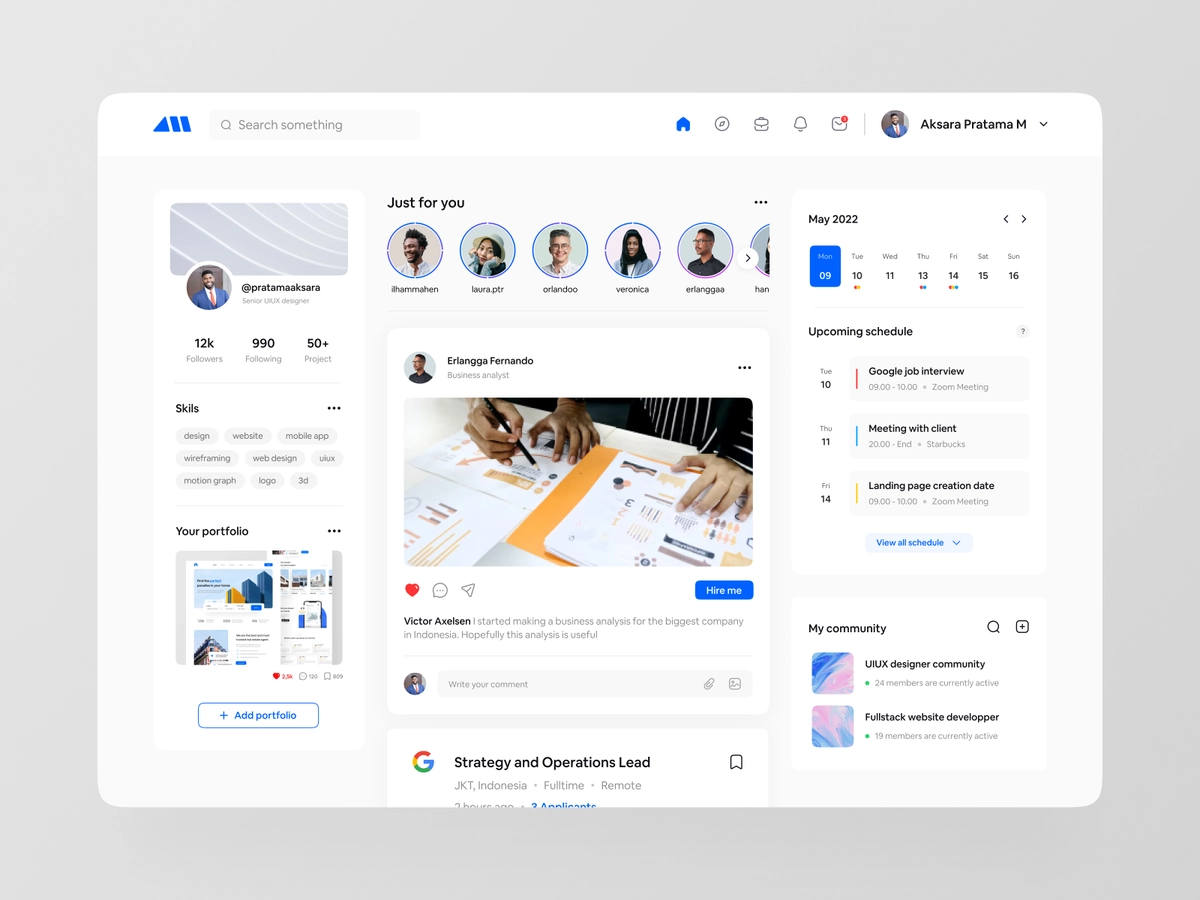 Search something
Aksara Pratama M
@pratamaaksara
Senior UIUX designer
12k
Followers
990
Following
50+
Project
Skils
design
website
mobile app
wireframing
web design
uiux
motion graph
logo
3d
Your portfolio
2,5k
120
809
+ Add portfolio
Just for you
ilhammahen
laura.ptr
orlandoo
veronica
erlanggaa
han
Erlangga Fernando
Business analyst
Hire me
Victor Axelsen I started making a business analysis for the biggest company
in Indonesia. Hopefully this analysis is useful
Write your comment
Strategy and Operations Lead
JKT, Indonesia • Fulltime • Remote
2 hours ago • 3 Applicants
May 2022
Mon Tue Wed Thu Fri Sat Sun
09 10 11 13 14 15 16
Upcoming schedule
?
Tue
10
Google job interview
09.00 - 10.00 • Zoom Meeting
Thu
11
Meeting with client
20.00 - End • Starbucks
Fri
14
Landing page creation date
09.00 - 10.00 • Zoom Meeting
View all schedule
My community
UIUX designer community
24 members are currently active
Fullstack website developper
19 members are currently active